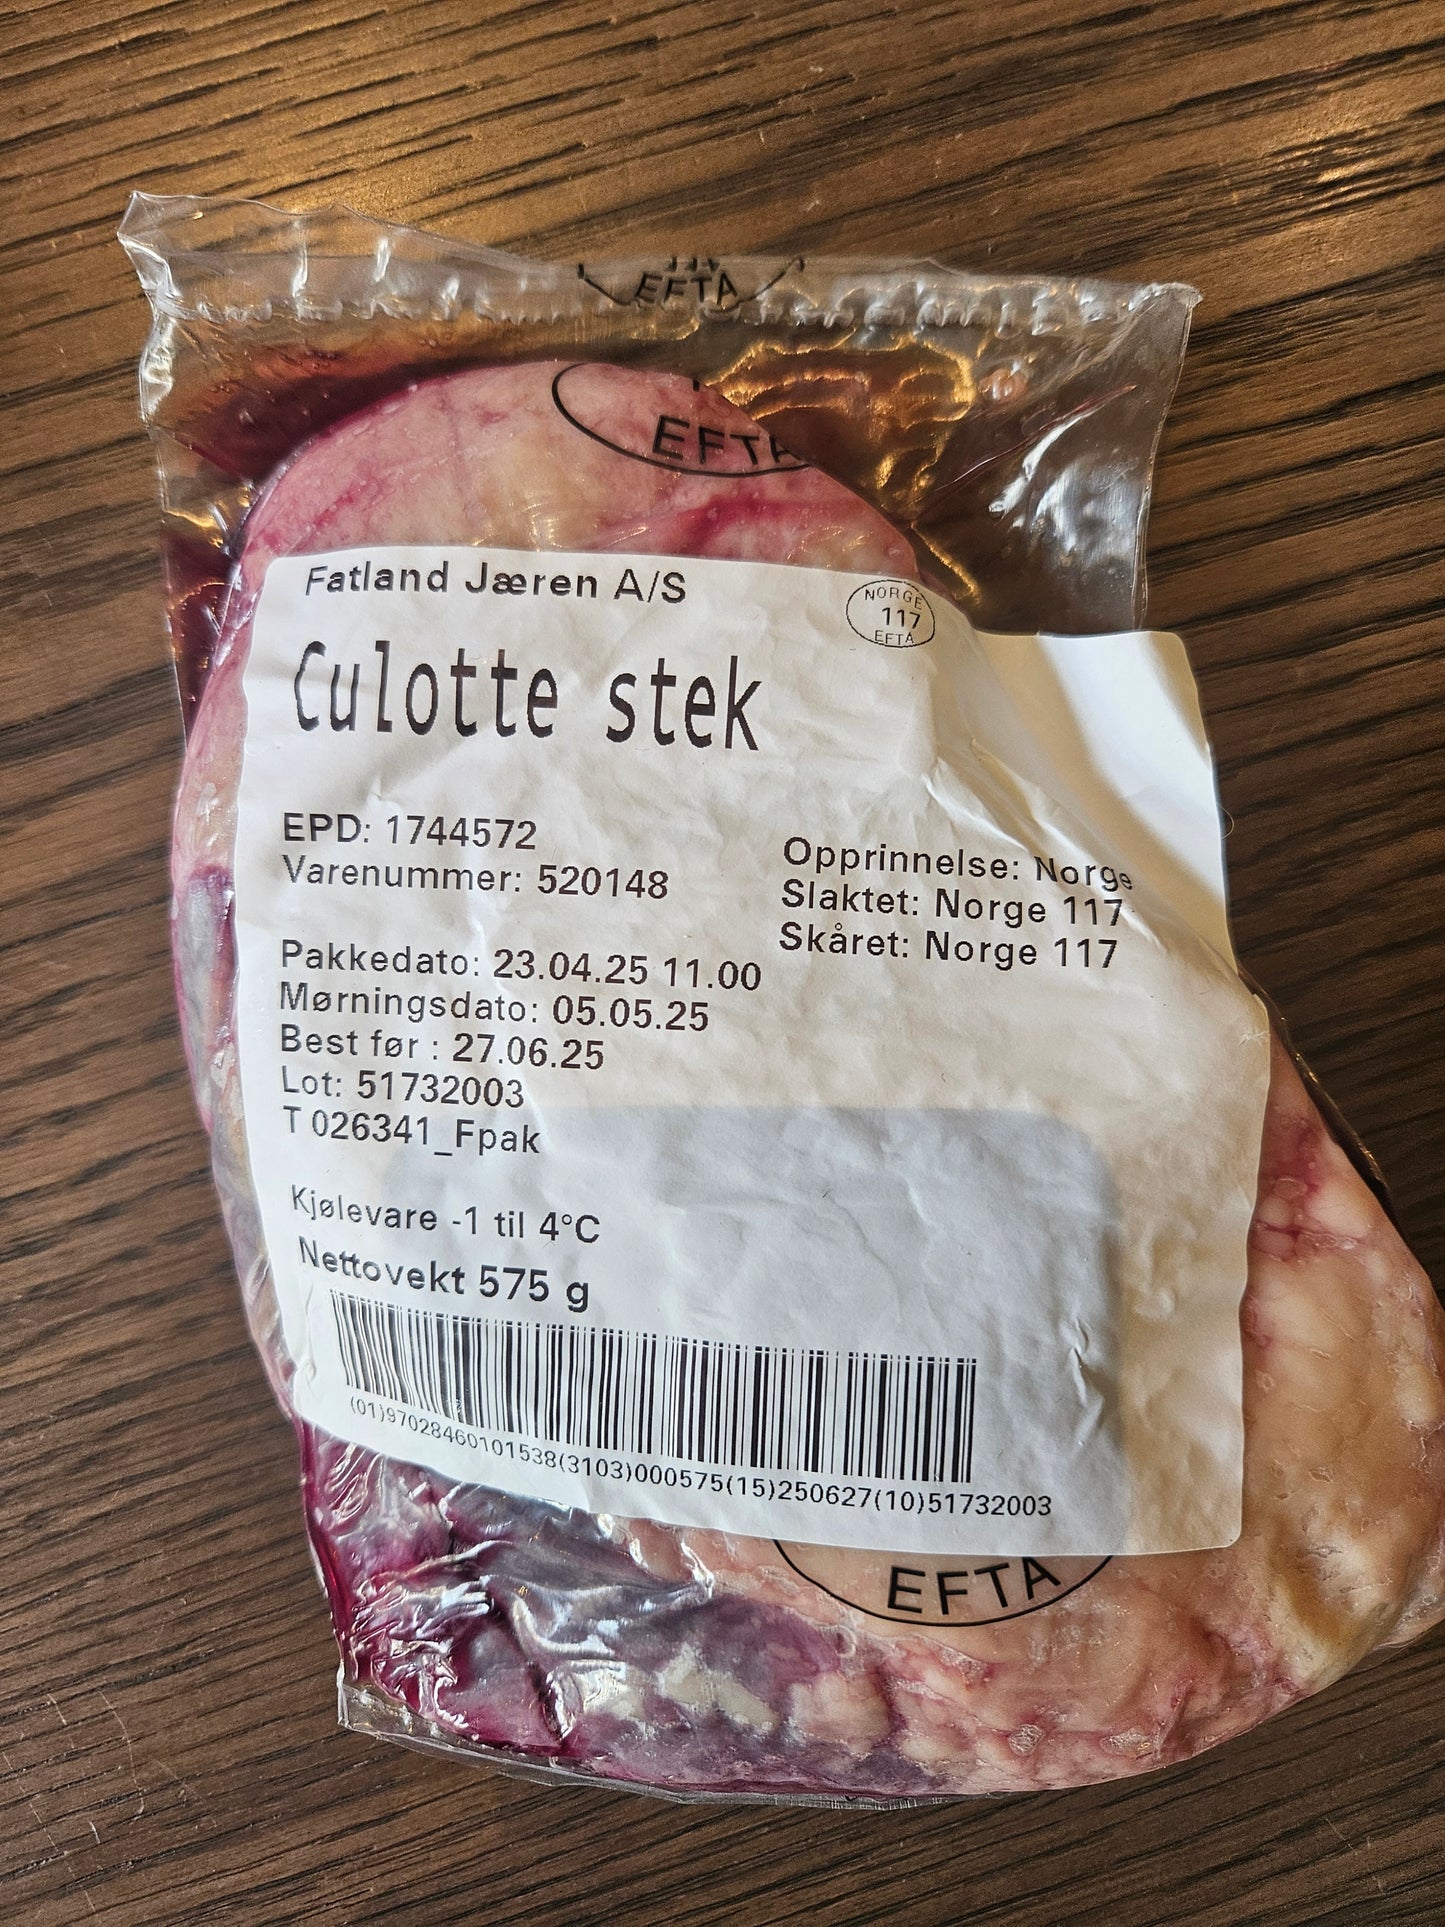 EFTA
EFTA
Fatland Jæren A/S
NORGE
117
EFTA
Culotte stek
EPD: 1744572
Varenummer: 520148
Opprinnelse: Norge
Slaktet: Norge 117
Skåret: Norge 117
Pakkedato: 23.04.25 11.00
Mørningsdato: 05.05.25
Best før : 27.06.25
Lot: 51732003
T 026341_Fpak
Kjølevare -1 til 4°C
Nettovekt 575 g
(01)97028460101538(3103)000575(15)250627(10)51732003
EFTA